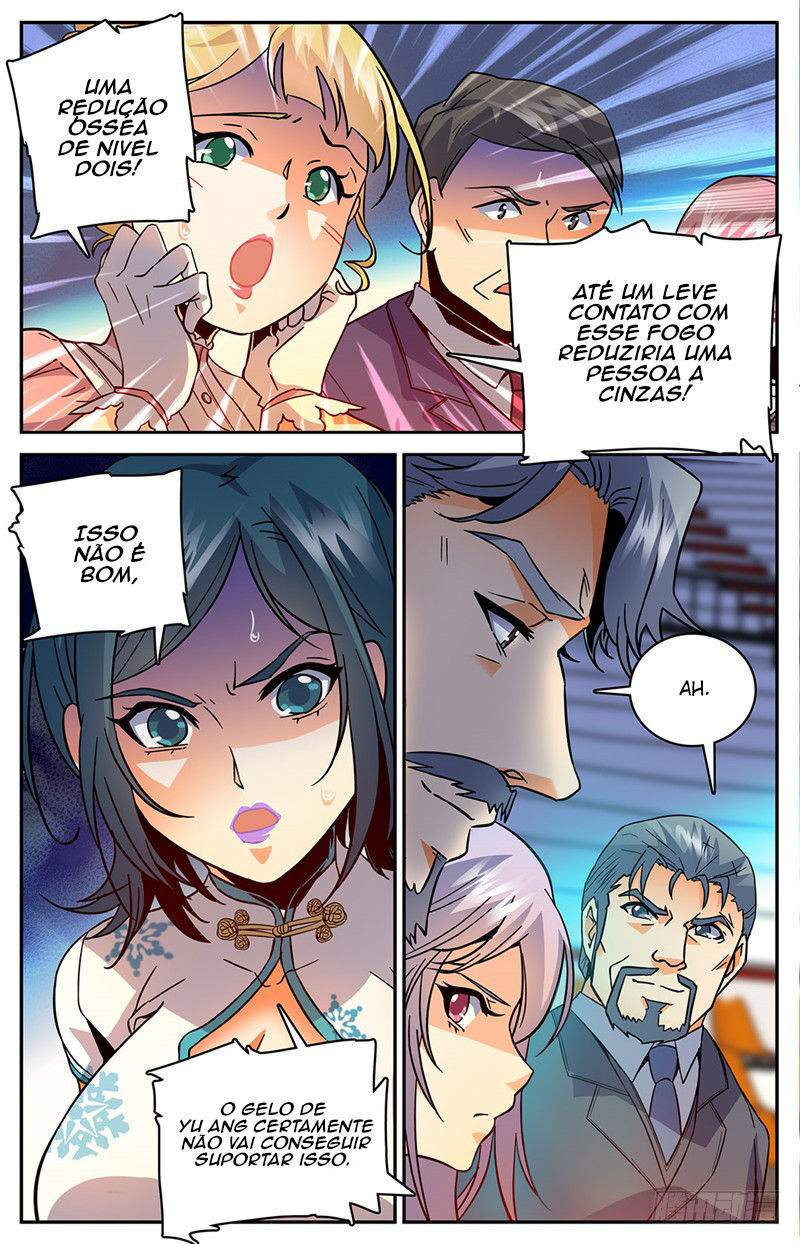 UMA
REDUÇÃO
ÓSSEA
DE NIVEL
DOIS!
ATÉ UM LEVE
CONTATO COM
ESSE FOGO
REDUZIRIA UMA
PESSOA A
CINZAS!
ISSO
NÃO É
BOM,
AH.
O GELO DE
YU ANG CERTAMENTE
NÃO VAI CONSEGUIR
SUPORTAR ISSO.